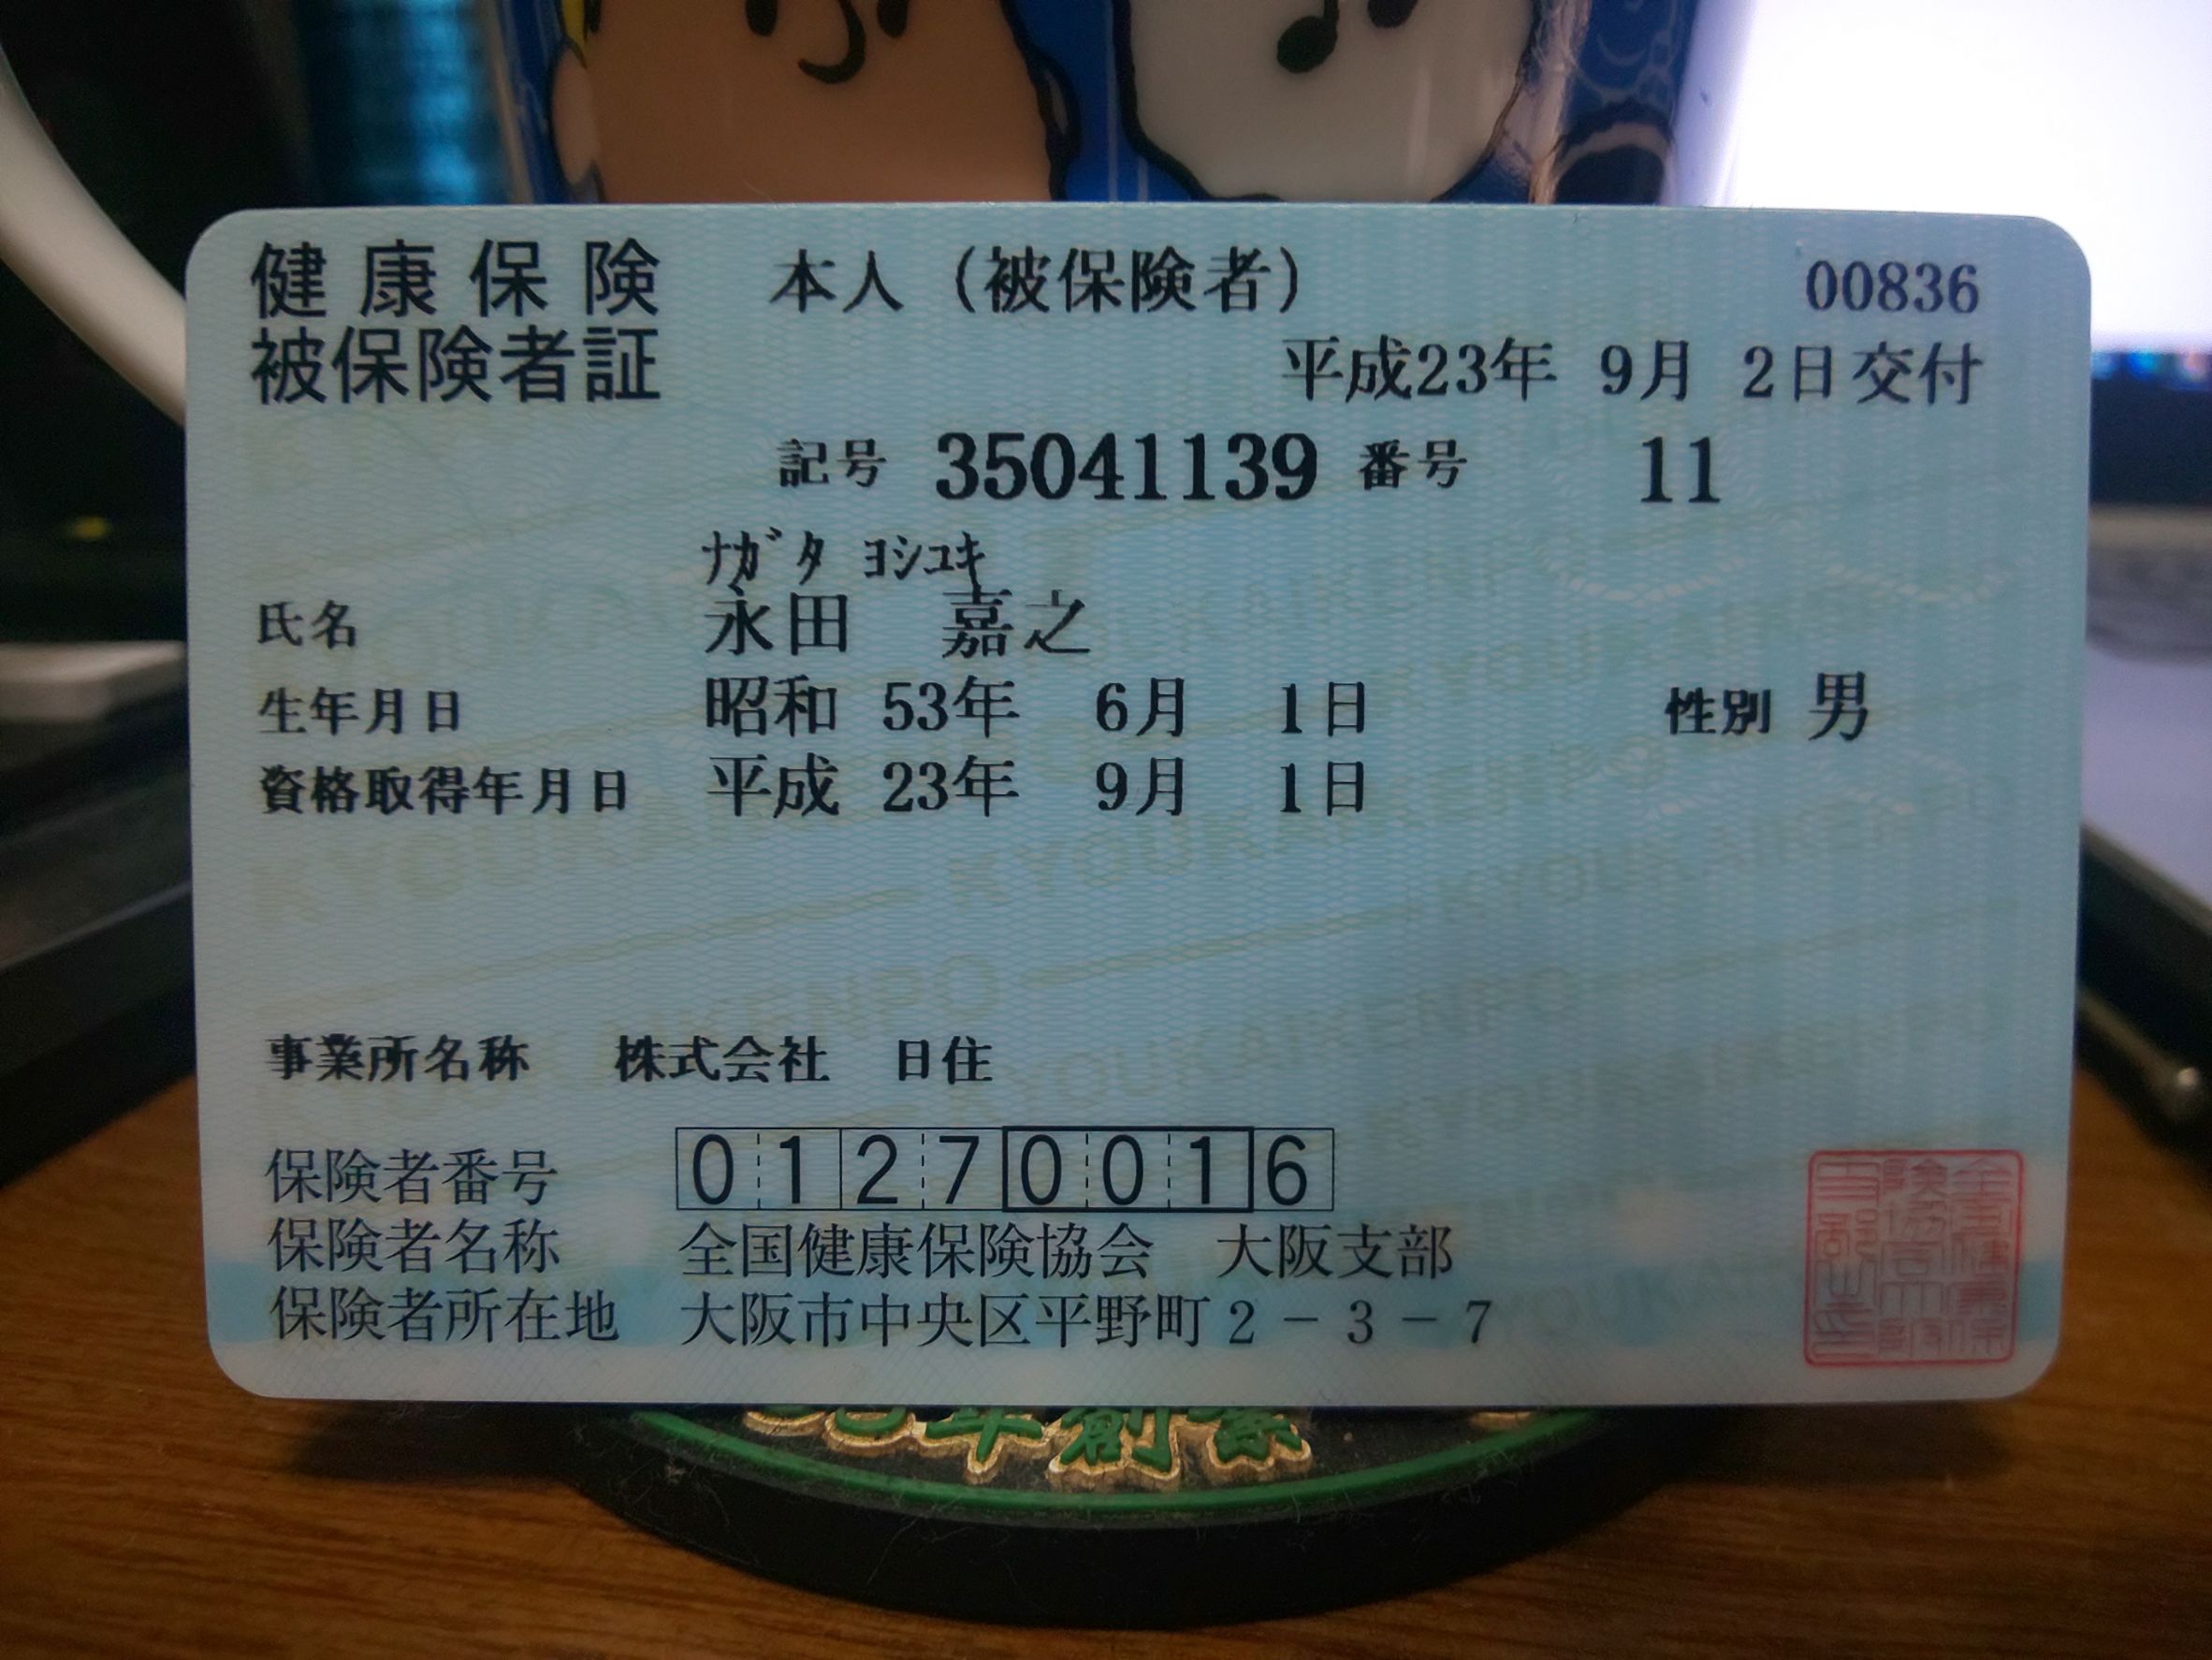 健康保険 本人（被保険者） 00836
被保険者証 平成23年 9月 2日交付
記号 35041139 番号 11
ﾅｶﾞﾀ ﾖｼﾕｷ
氏名 永田 嘉之
生年月日 昭和 53年 6月 1日 性別 男
資格取得年月日 平成 23年 9月 1日
事業所名称 株式会社 日住
保険者番号 01270016
保険者名称 全国健康保険協会 大阪支部
保険者所在地 大阪市中央区平野町2－3－7